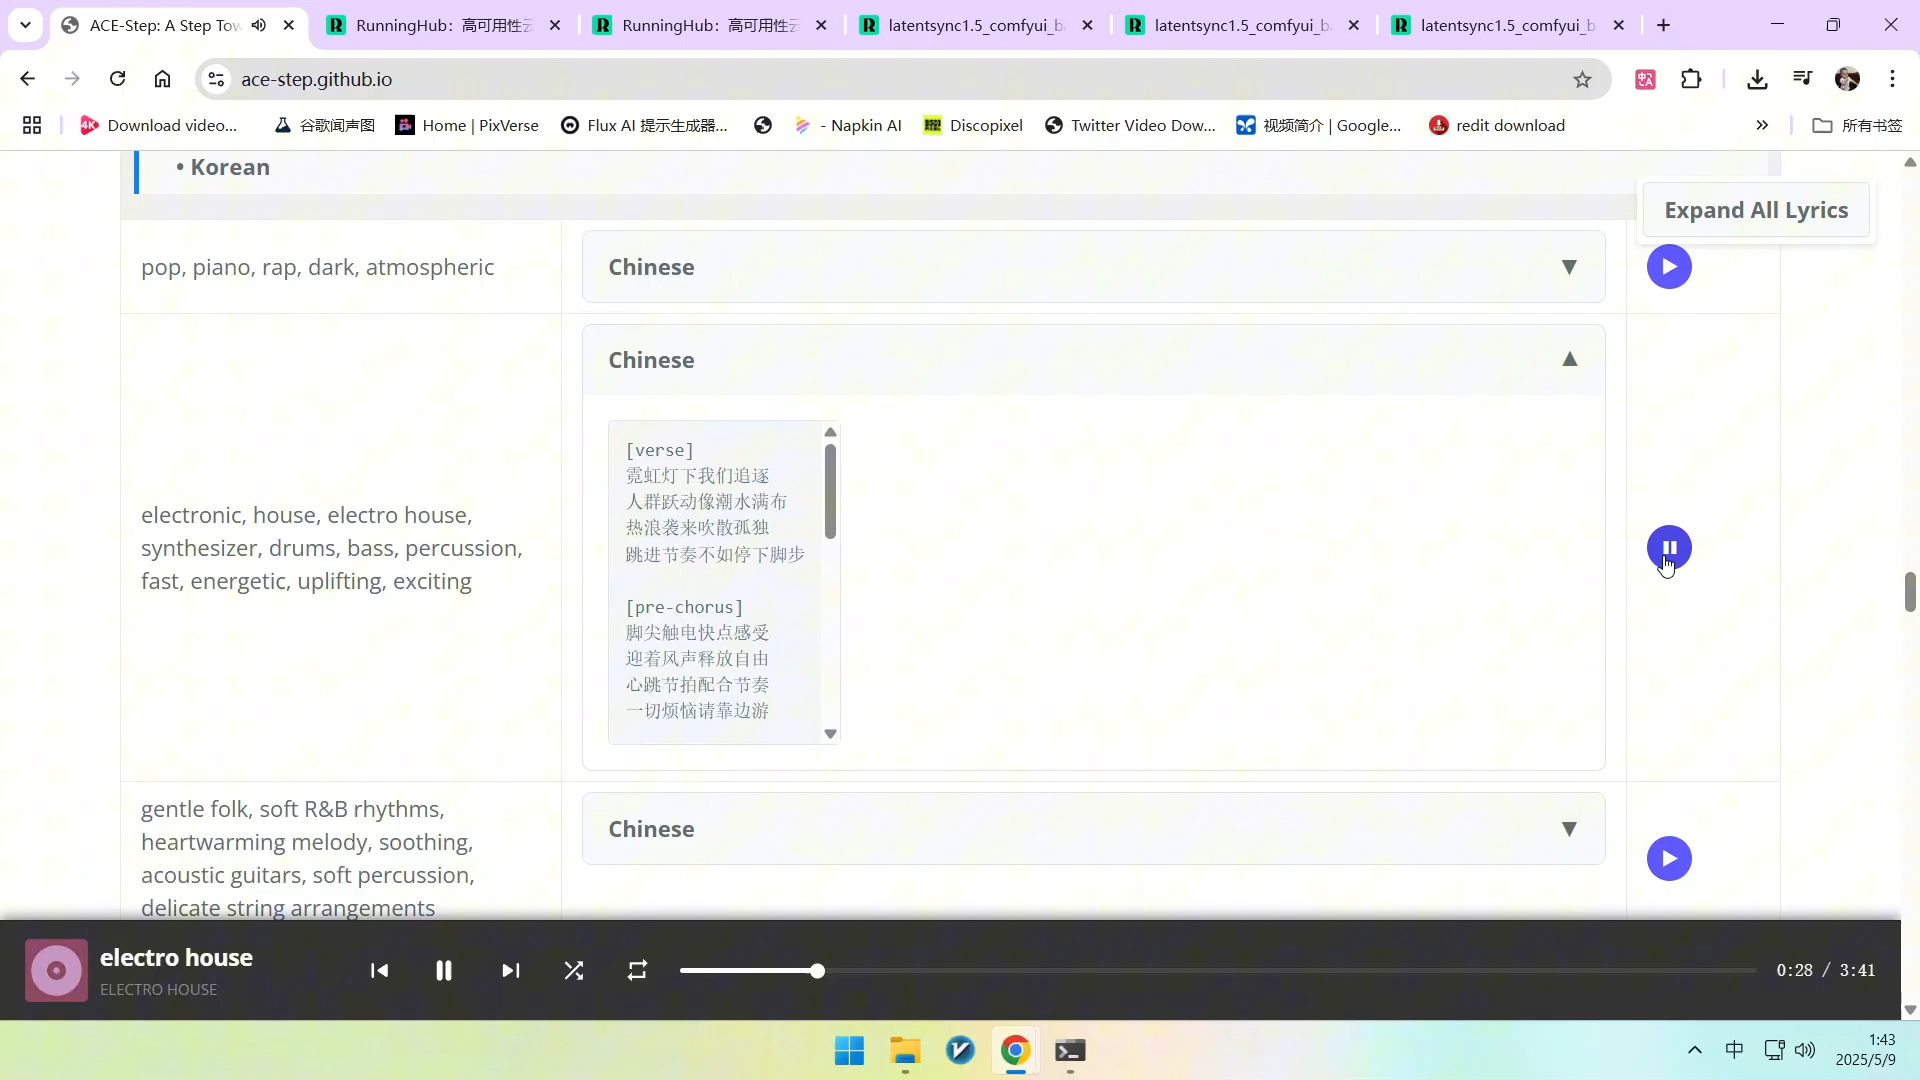 ACE-Step: A Step Tow
RunningHub：高可用性云
RunningHub：高可用性云
latentsync1.5_comfyui_b
latentsync1.5_comfyui_b
latentsync1.5_comfyui_b
ace-step.github.io
Download video...
谷歌闻声图
Home | PixVerse
Flux AI 提示生成器...
- Napkin AI
Discopixel
Twitter Video Dow...
视频简介 | Google...
redit download
所有书签
• Korean
Expand All Lyrics
pop, piano, rap, dark, atmospheric
Chinese
Chinese
[verse]
霓虹灯下我们追逐
人群跃动像潮水满布
热浪袭来吹散孤独
跳进节奏不如停下脚步
[pre-chorus]
脚尖触电快点感受
迎着风声释放自由
心跳节拍配合节奏
一切烦恼请靠边游
electronic, house, electro house,
synthesizer, drums, bass, percussion,
fast, energetic, uplifting, exciting
gentle folk, soft R&B rhythms,
heartwarming melody, soothing,
acoustic guitars, soft percussion,
delicate string arrangements
Chinese
electro house
ELECTRO HOUSE
0:28 / 3:41
中
1:43
2025/5/9